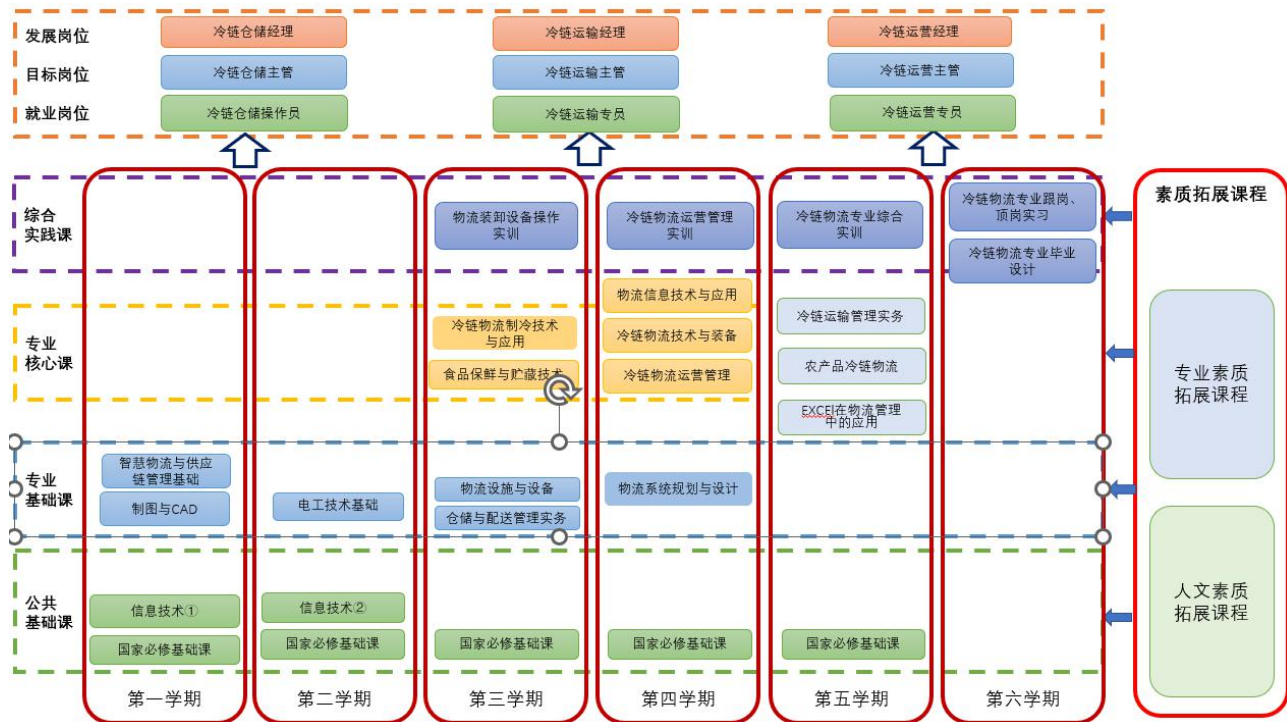 发展岗位
冷链仓储经理
冷链运输经理
冷链运营经理
目标岗位
冷链仓储主管
冷链运输主管
冷链运营主管
就业岗位
冷链仓储操作员
冷链运输专员
冷链运营专员
综合
实践课
物流装卸设备操作
实训
冷链物流运营管理
实训
冷链物流专业综合
实训
冷链物流专业跟岗、
顶岗实习
冷链物流专业毕业
设计
专业
核心课
冷链物流制冷技术
与应用
食品保鲜与贮藏技术
物流信息技术与应用
冷链物流技术与装备
冷链物流运营管理
冷链运输管理实务
农产品冷链物流
EXCEl在物流管理
中的应用
专业
基础课
智慧物流与供应
链管理基础
制图与CAD
电工技术基础
物流设施与设备
仓储与配送管理实务
物流系统规划与设计
公共
基础课
信息技术①
国家必修基础课
信息技术②
国家必修基础课
国家必修基础课
国家必修基础课
国家必修基础课
第一学期
第二学期
第三学期
第四学期
第五学期
第六学期
素质拓展课程
专业素质
拓展课程
人文素质
拓展课程